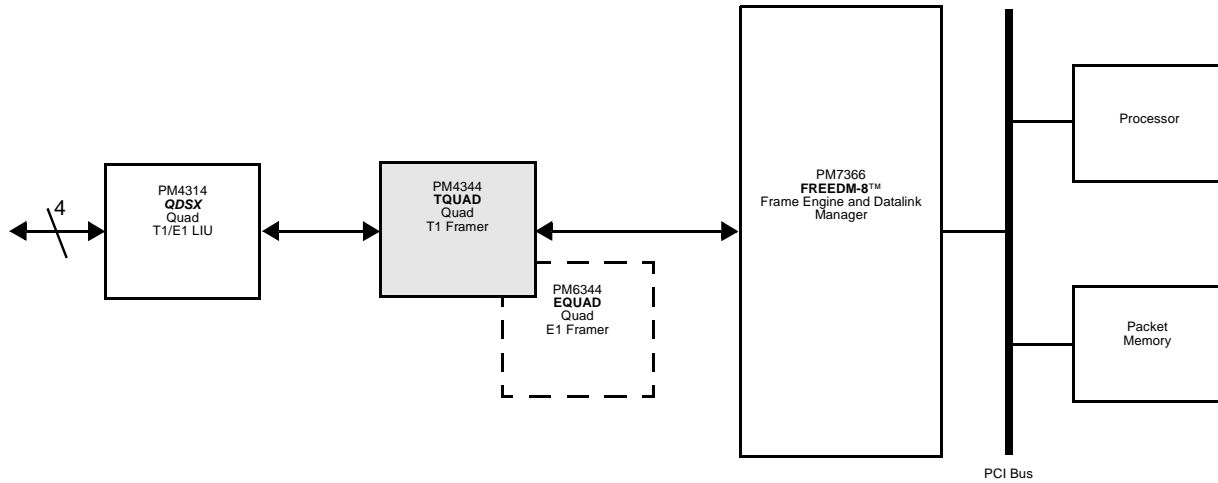 4
PM4314
QDSX
Quad
T1/E1 LIU
PM4344
TQUAD
Quad
T1 Framer
PM6344
EQUAD
Quad
E1 Framer
PM7366
FREEDM-8™
Frame Engine and Datalink
Manager
Processor
Packet
Memory
PCI Bus